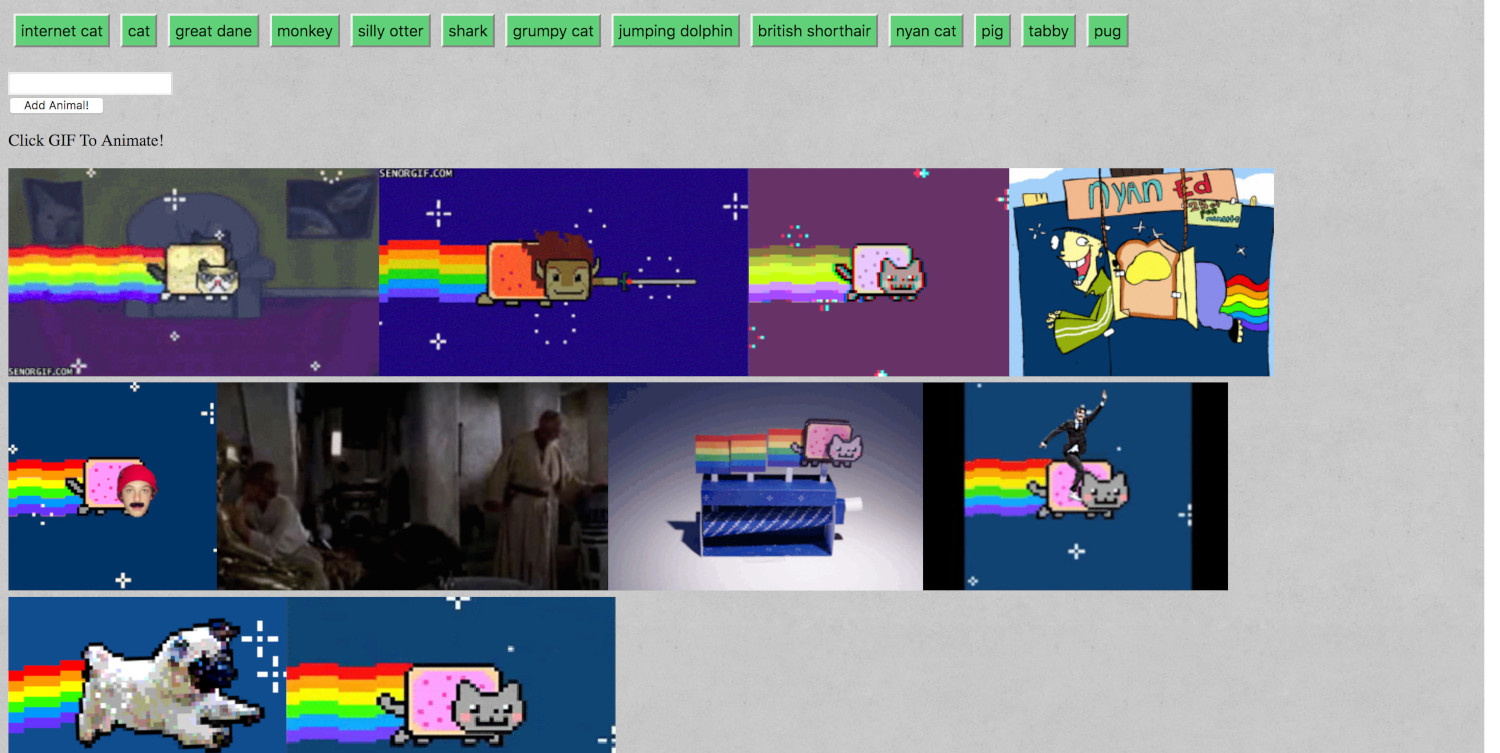 internet cat cat great dane monkey silly otter shark grumpy cat jumping dolphin british shorthair nyan cat pig tabby pug
Add Animal!
Click GIF To Animate!
SENORGIF.COM
nyan Ed
25¢
SENORGIF.COM